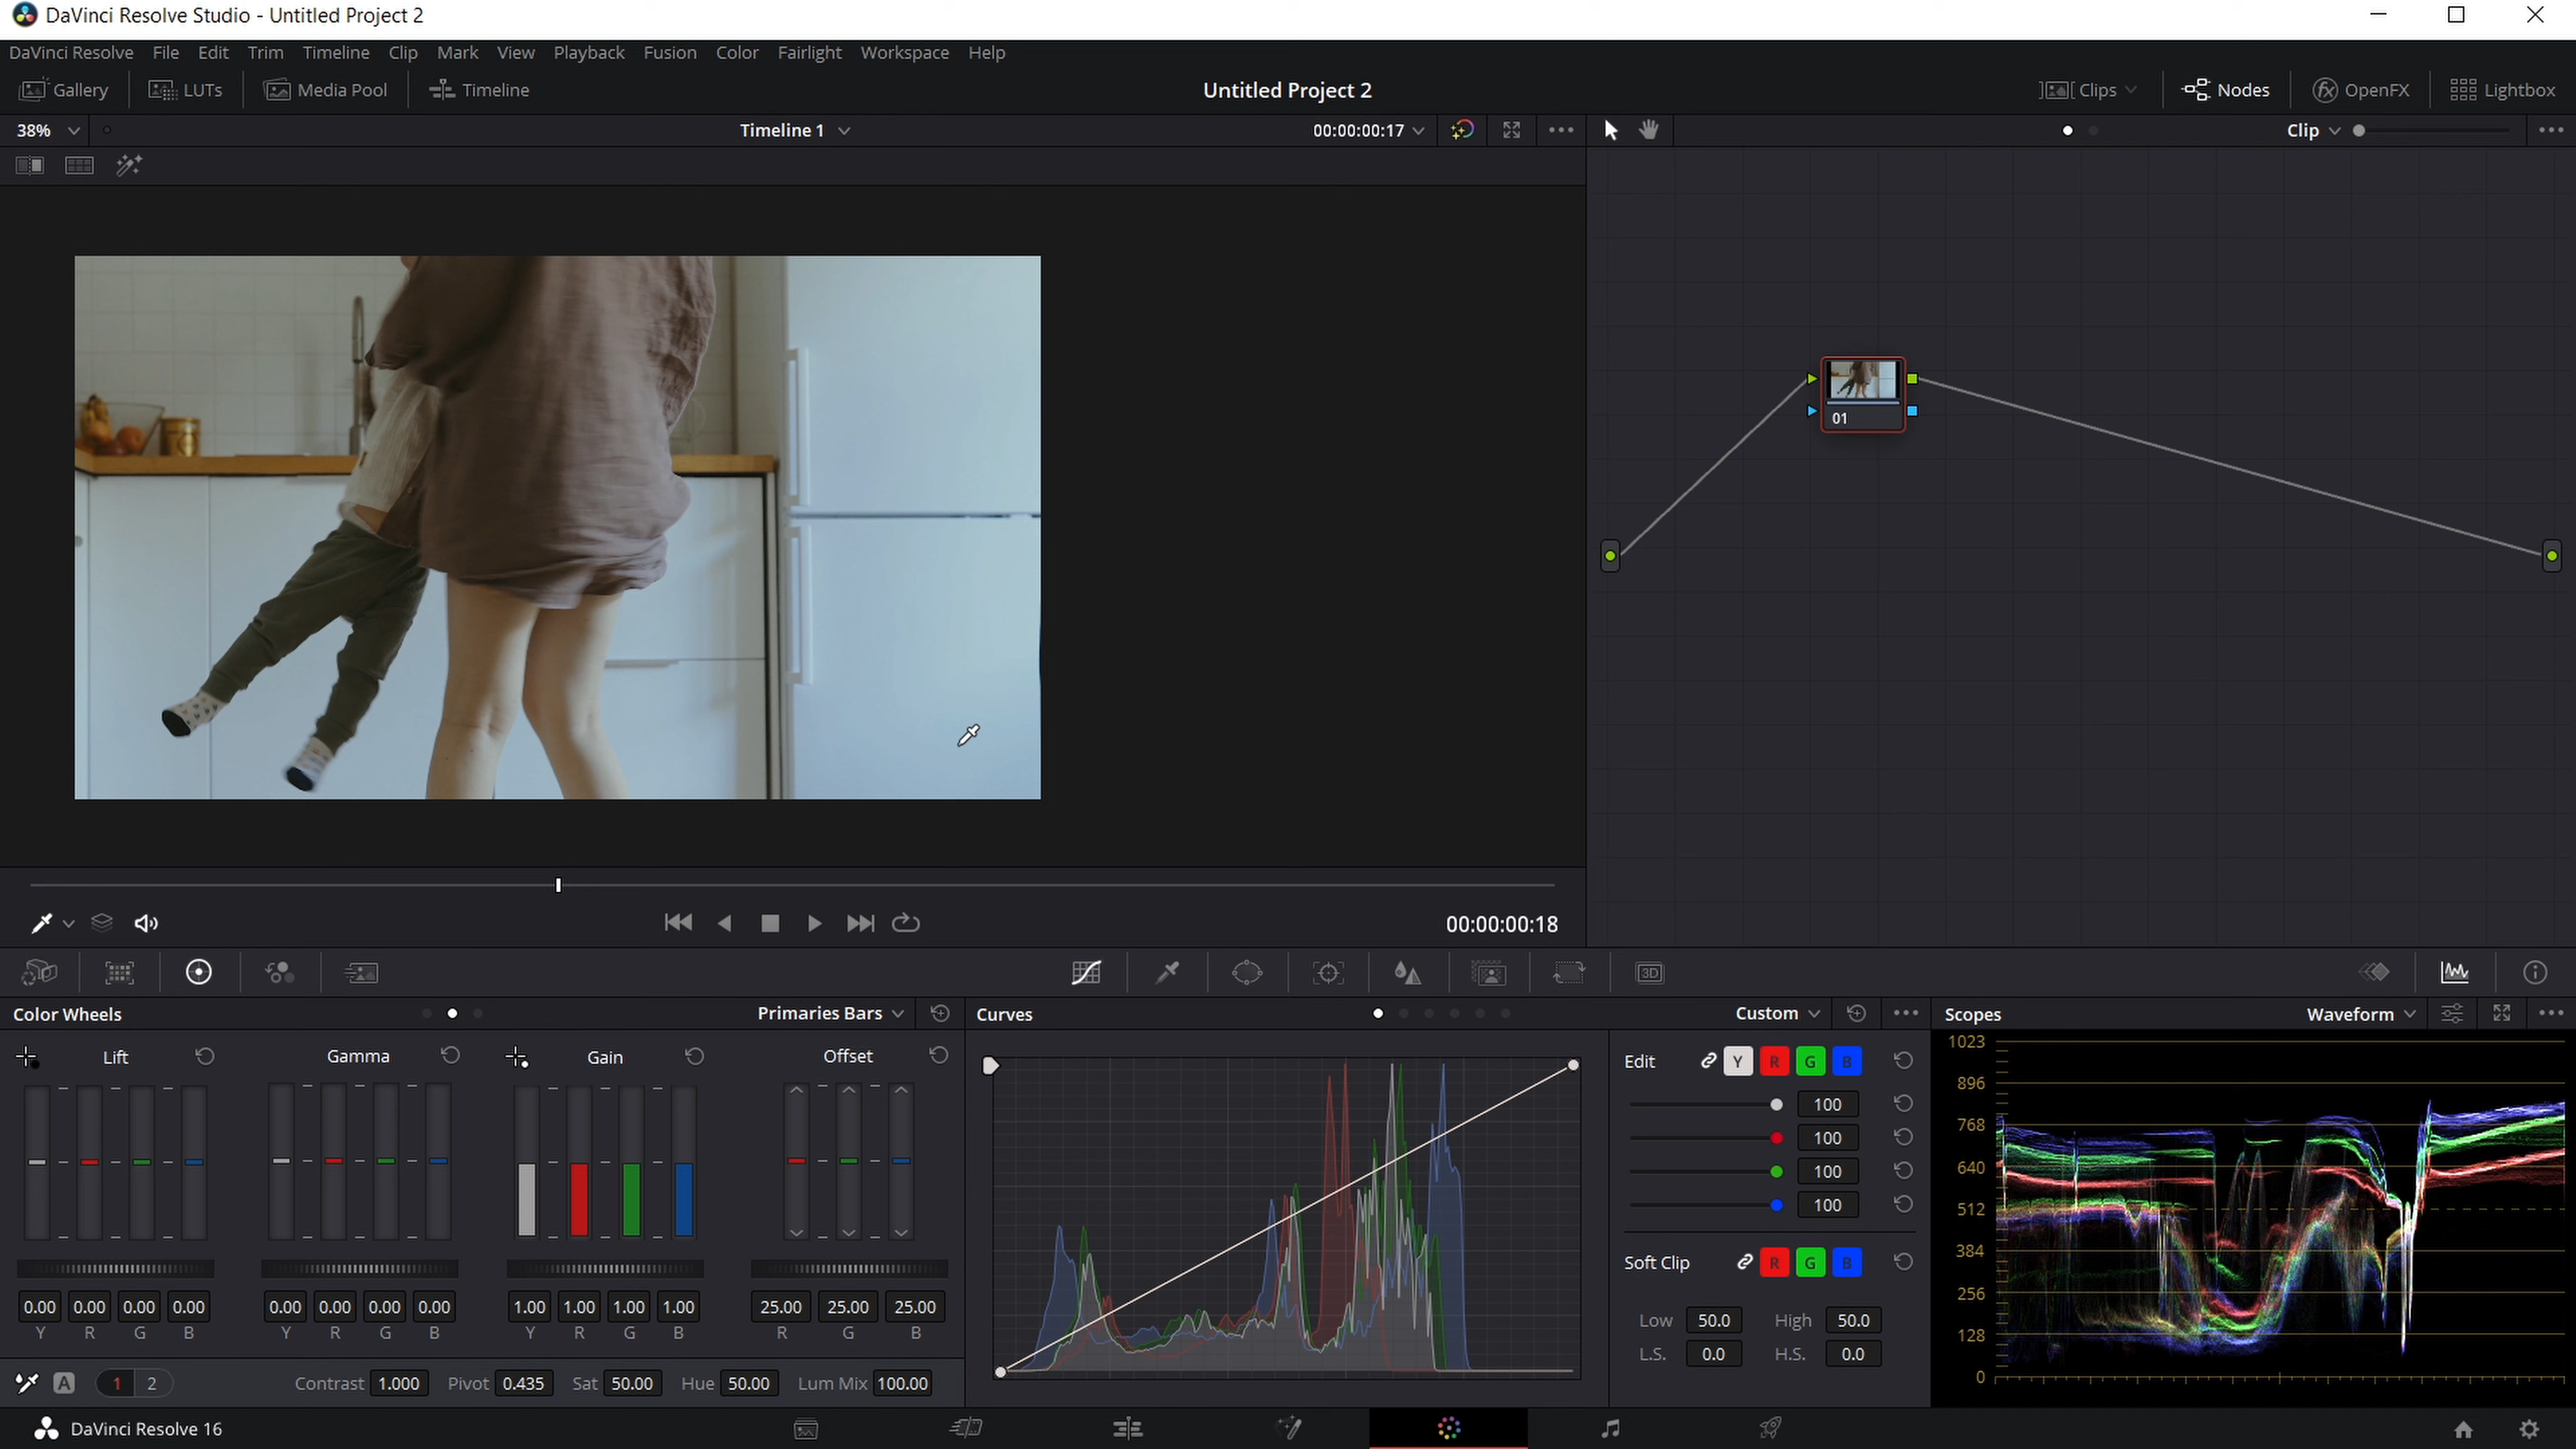 DaVinci Resolve Studio - Untitled Project 2
DaVinci Resolve File Edit Trim Timeline Clip Mark View Playback Fusion Color Fairlight Workspace Help
Gallery LUTs Media Pool Timeline Untitled Project 2 Clips Nodes fx OpenFX Lightbox
38% Timeline 1 00:00:00:17 Clip
01
00:00:00:18
3D
Color Wheels Primaries Bars Curves Custom Scopes Waveform
Lift Gamma Gain Offset
Edit Y R G B
100
100
100
100
Soft Clip R G B
Low 50.0 High 50.0
L.S. 0.0 H.S. 0.0
1023
896
768
640
512
384
256
128
0
0.00 0.00 0.00 0.00 0.00 0.00 0.00 0.00 1.00 1.00 1.00 1.00 25.00 25.00 25.00
Y R G B Y R G B Y R G B R G B
A 1 2 Contrast 1.000 Pivot 0.435 Sat 50.00 Hue 50.00 Lum Mix 100.00
DaVinci Resolve 16